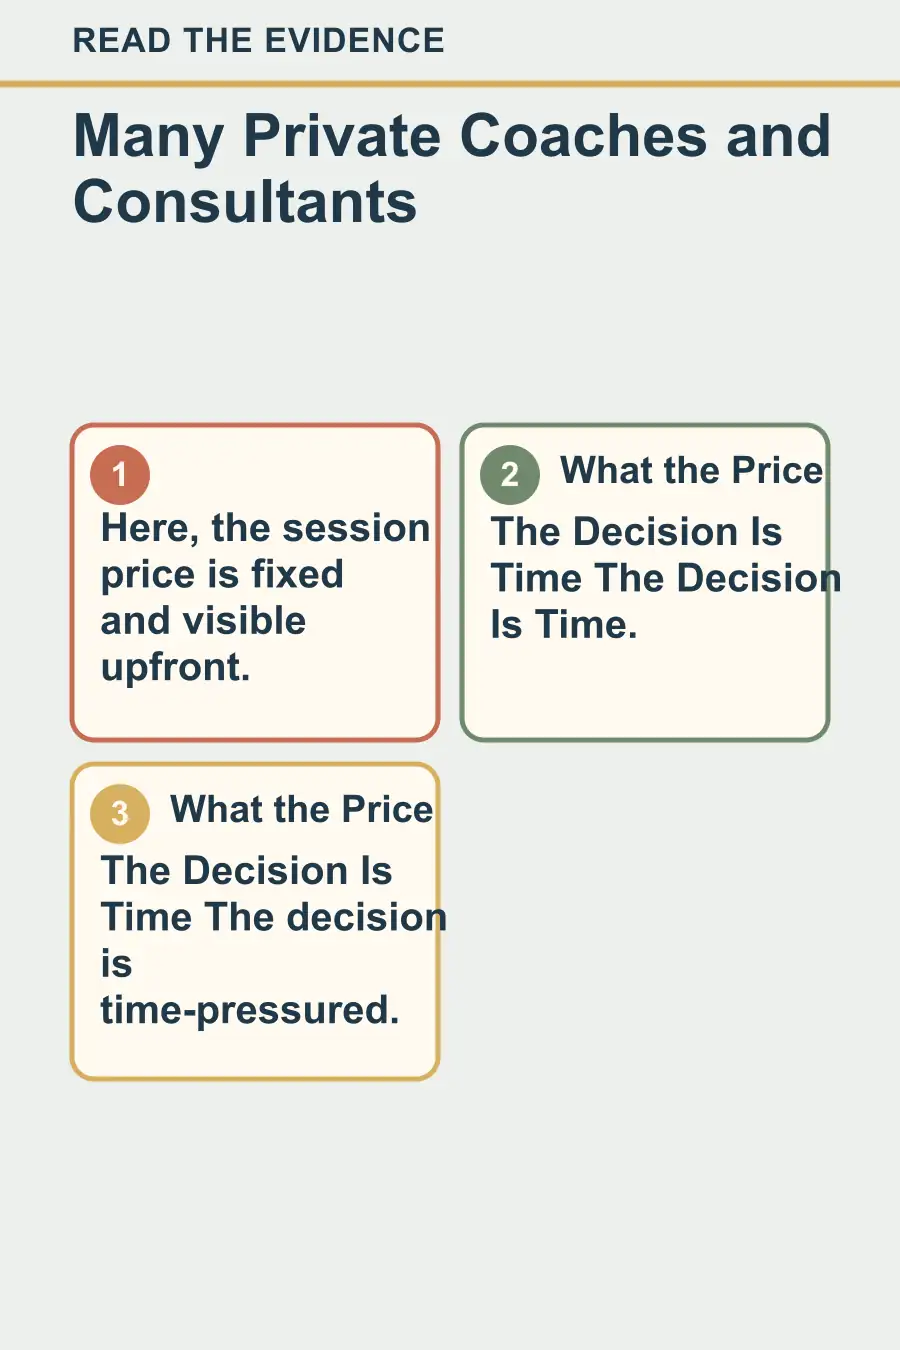 READ THE EVIDENCE
Many Private Coaches and
Consultants
1
Here, the session
price is fixed
and visible
upfront.
2 What the Price
The Decision Is
Time The Decision
Is Time.
3 What the Price
The Decision Is
Time The decision
is
time-pressured.